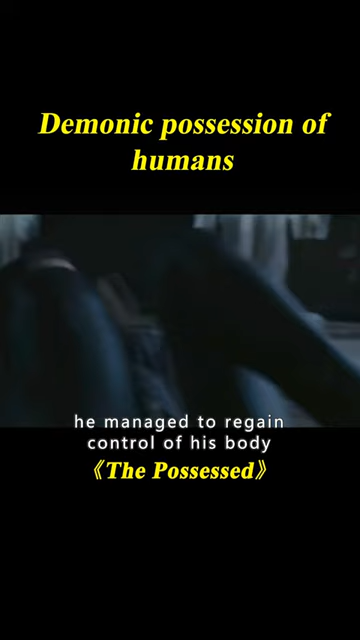 Demonic possession of
humans
he managed to regain
control of his body
《The Possessed》